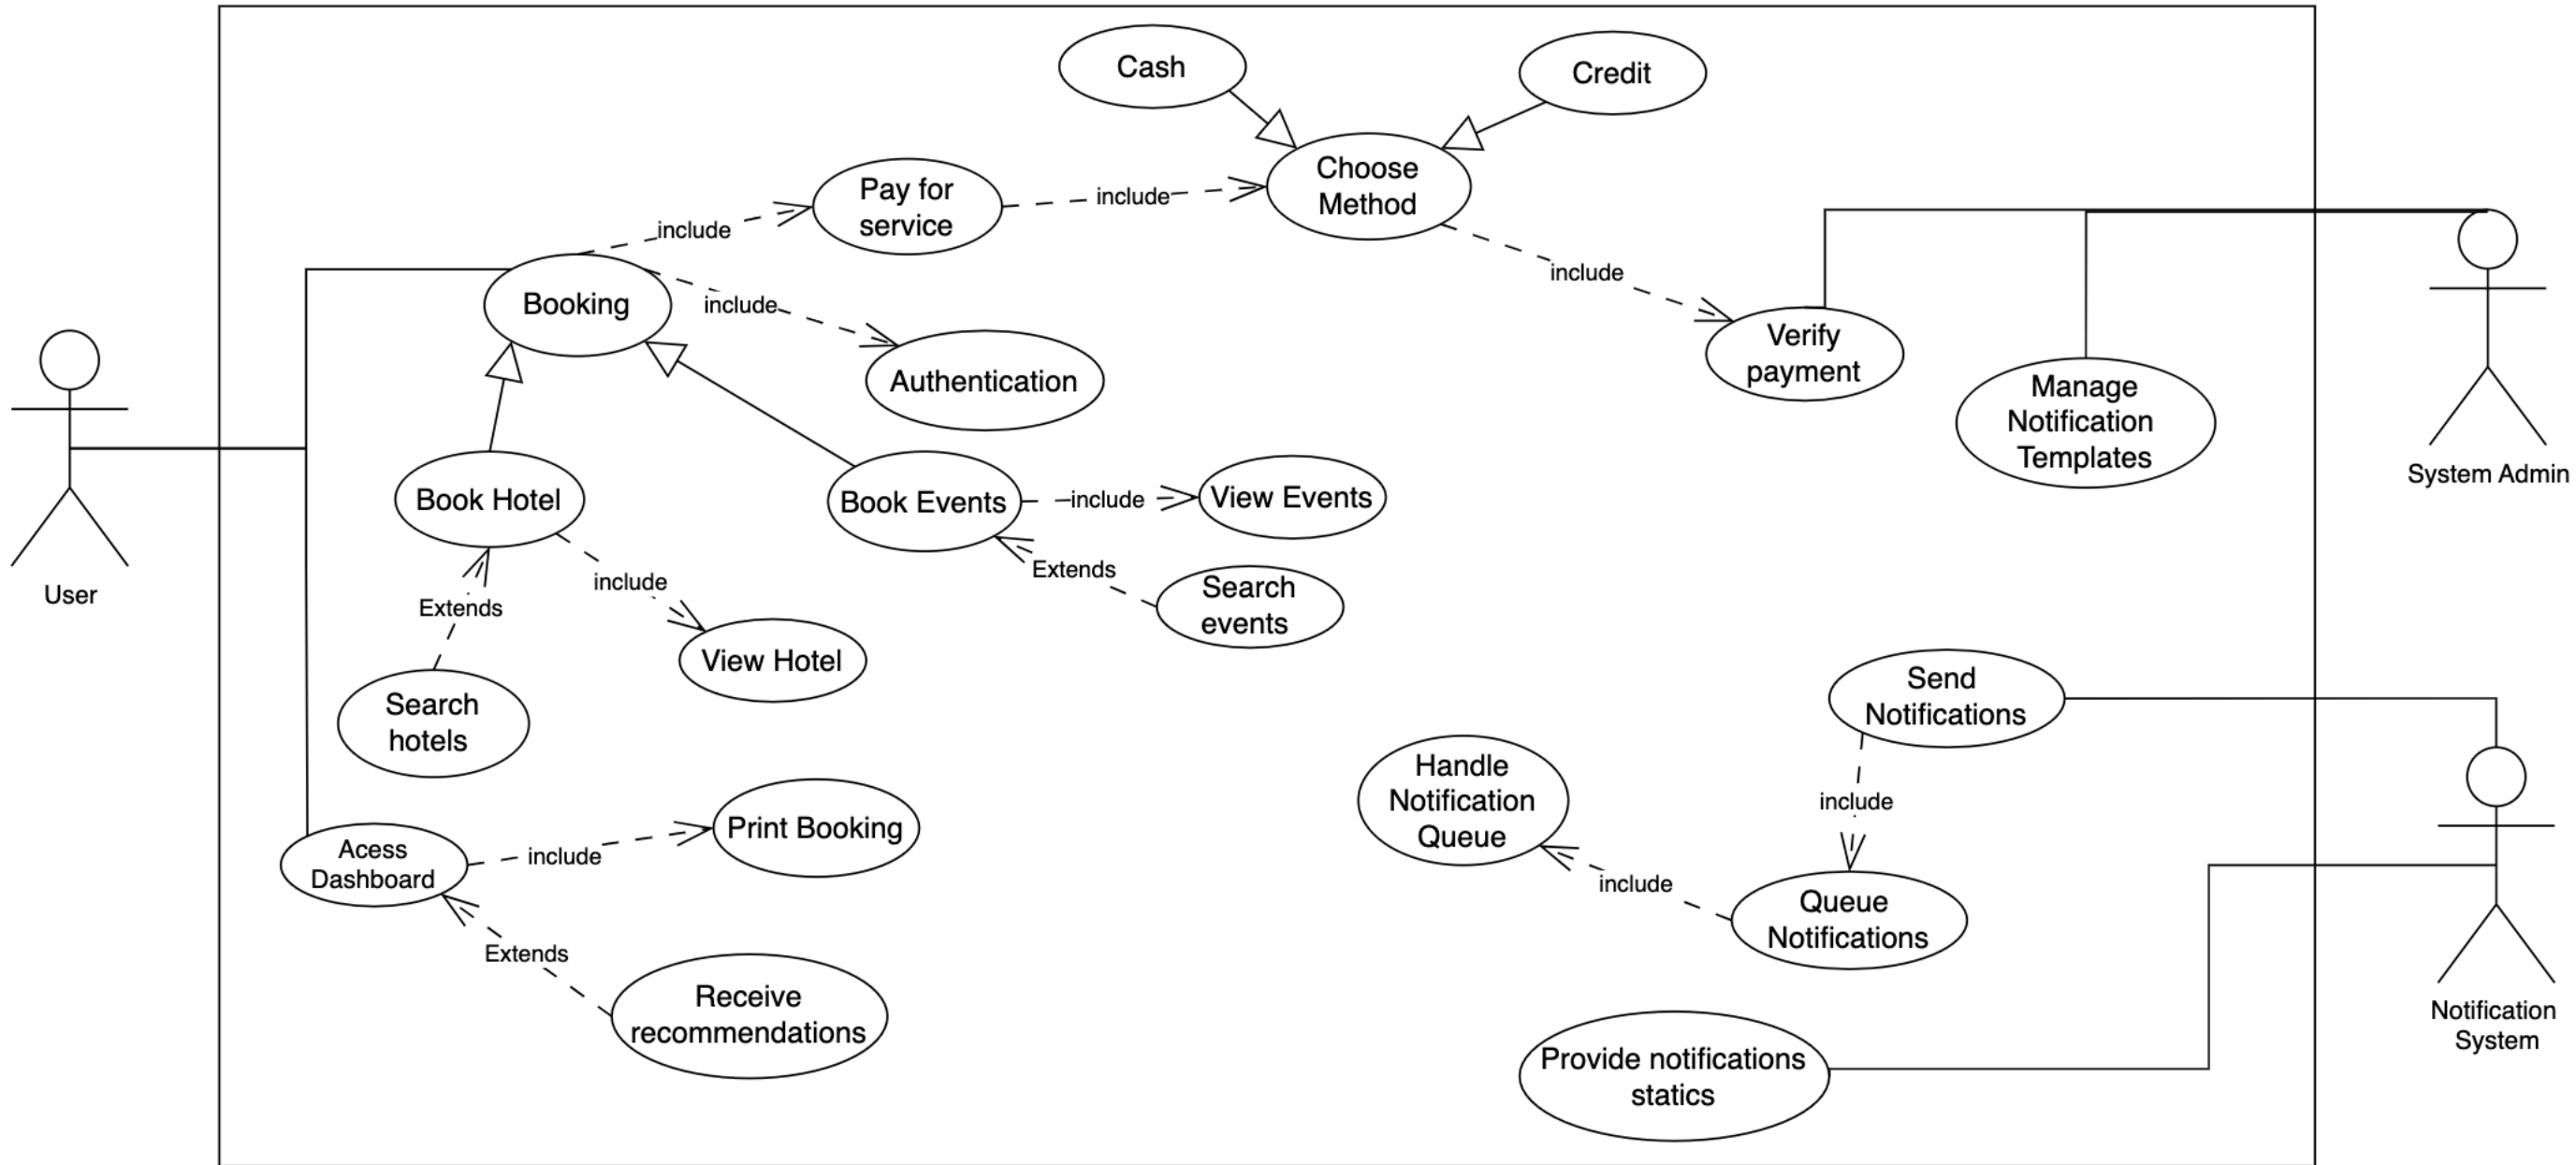 Cash
Credit
Choose
Method
Pay for
service
include
include
include
Booking
include
Authentication
Verify
payment
Manage
Notification
Templates
System Admin
User
Book Hotel
Book Events
include
View Events
Extends
Search
events
Extends
include
View Hotel
Search
hotels
Send
Notifications
Handle
Notification
Queue
include
include
Queue
Notifications
Acess
Dashboard
include
Print Booking
Extends
Receive
recommendations
Notification
System
Provide notifications
statics